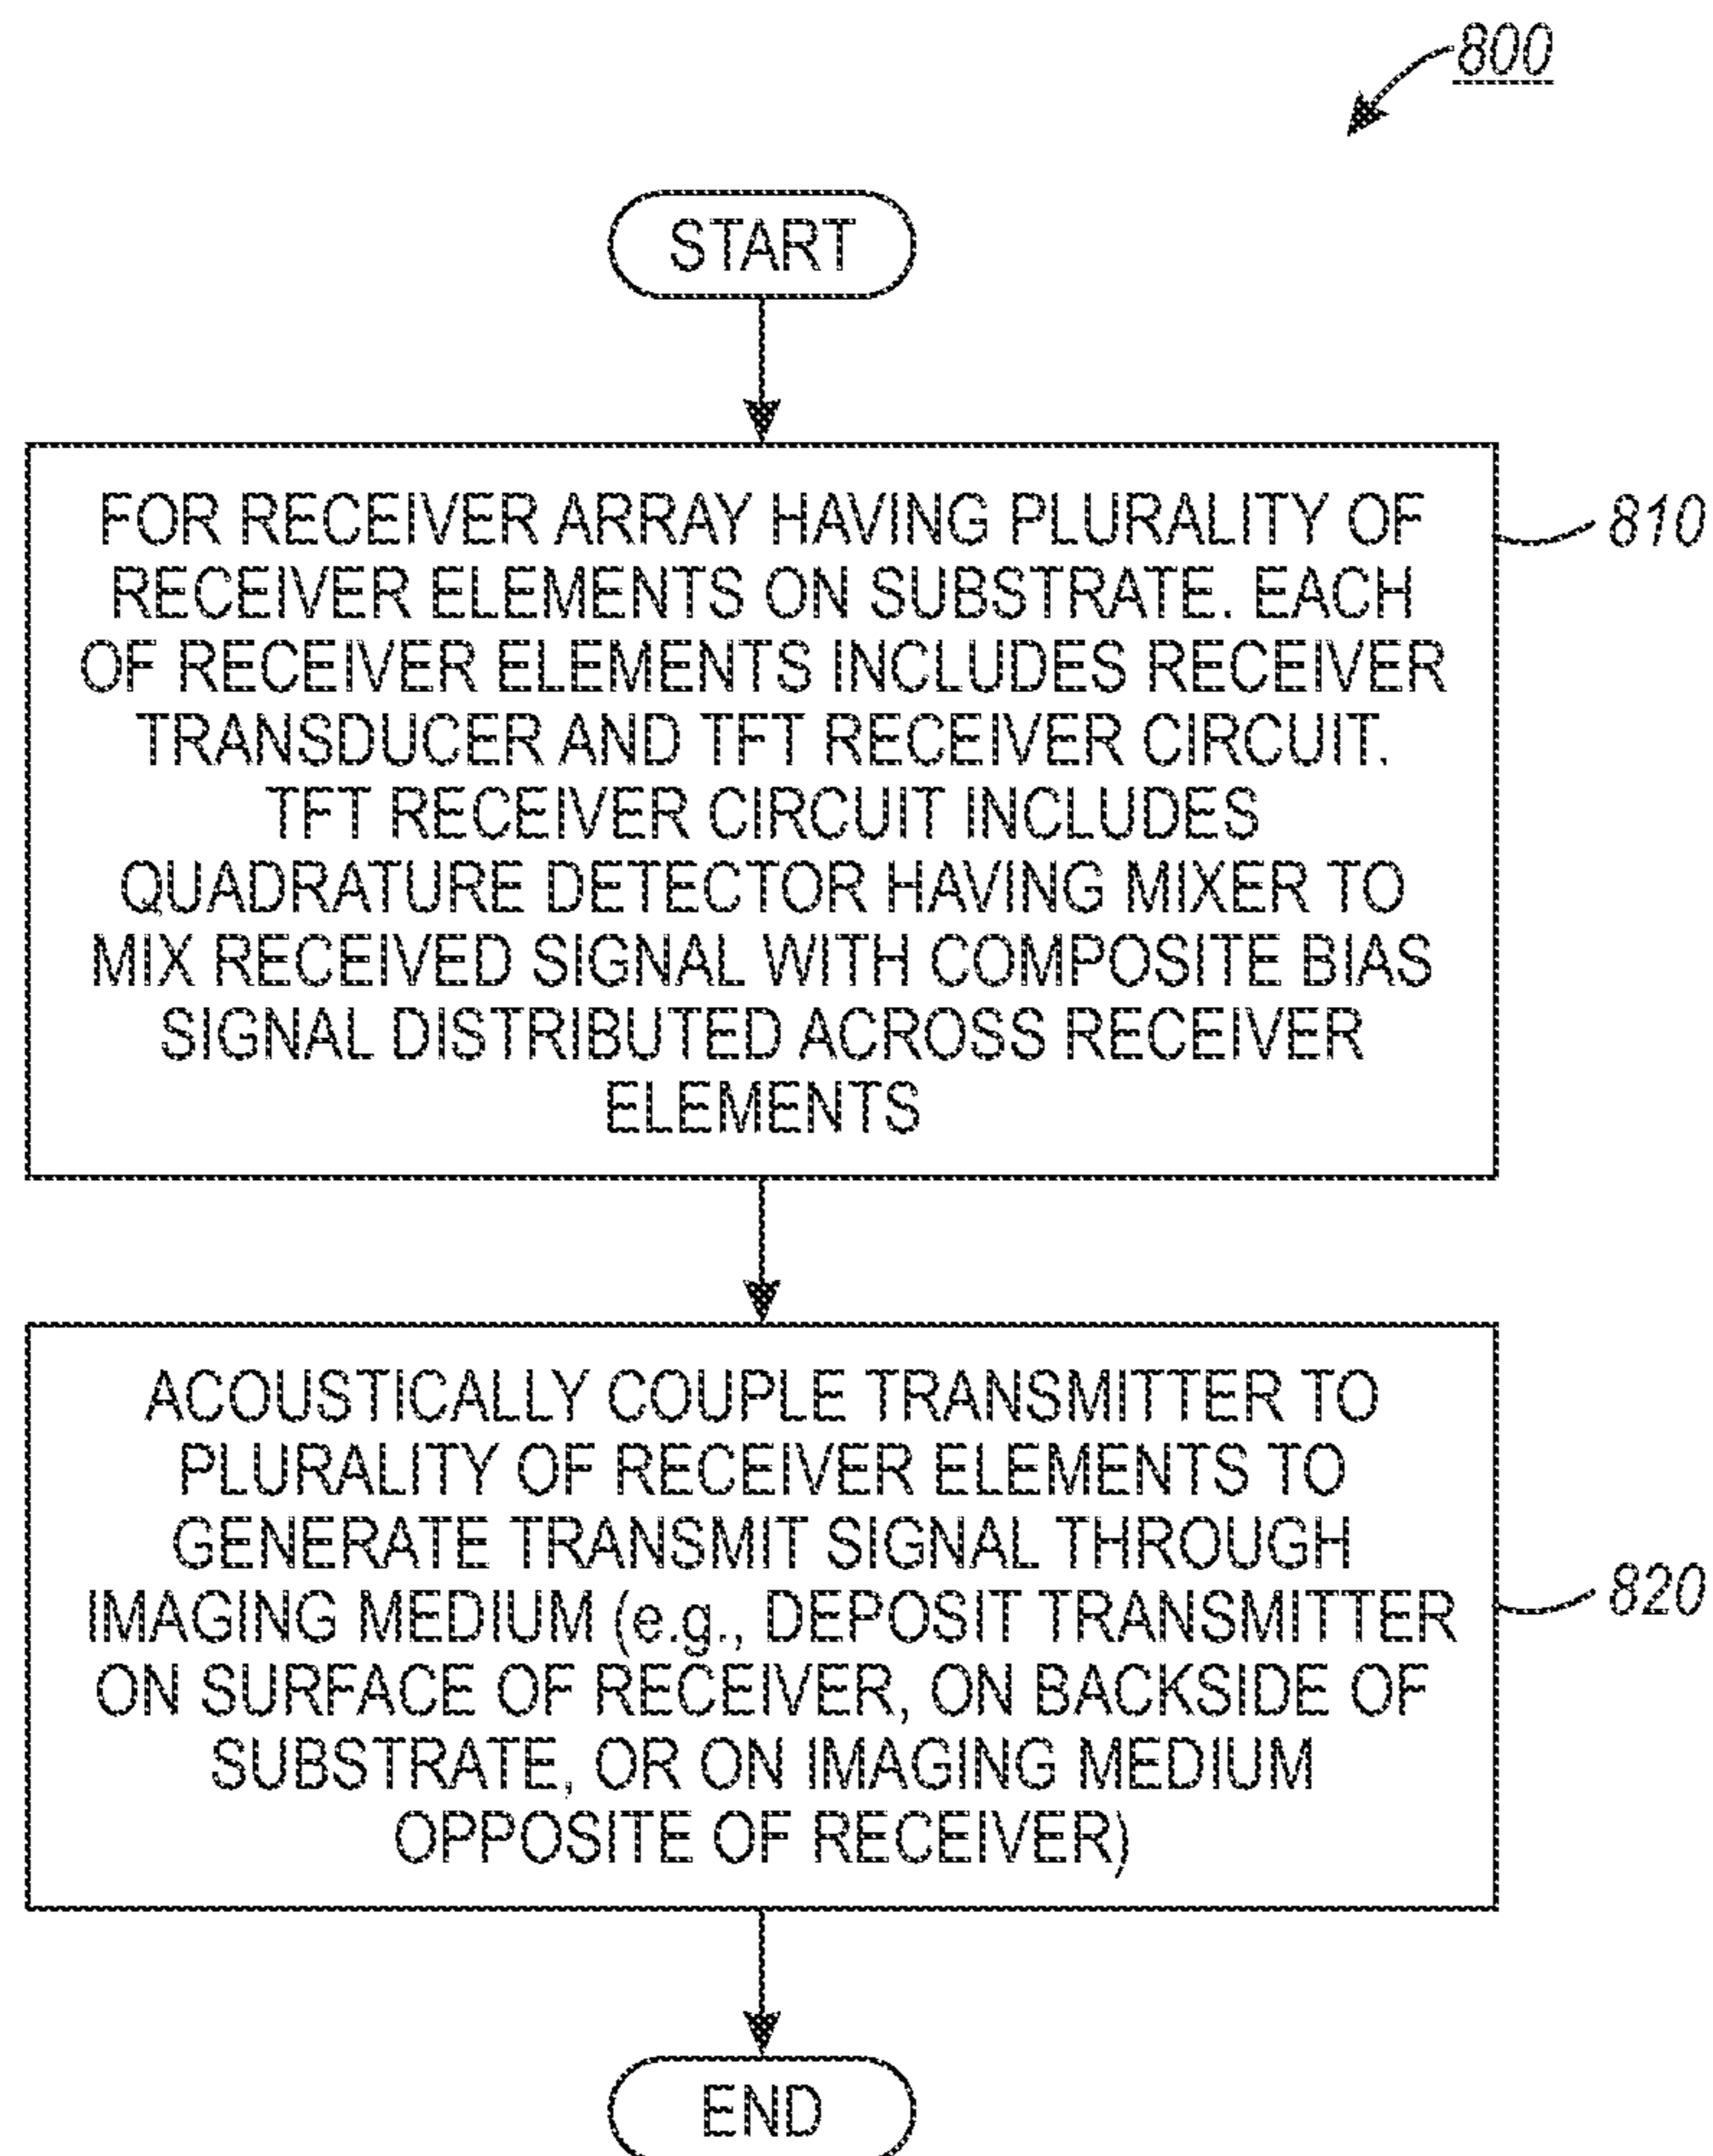 800
START
FOR RECEIVER ARRAY HAVING PLURALITY OF
RECEIVER ELEMENTS ON SUBSTRATE. EACH
OF RECEIVER ELEMENTS INCLUDES RECEIVER
TRANSDUCER AND TFT RECEIVER CIRCUIT.
TFT RECEIVER CIRCUIT INCLUDES
QUADRATURE DETECTOR HAVING MIXER TO
MIX RECEIVED SIGNAL WITH COMPOSITE BIAS
SIGNAL DISTRIBUTED ACROSS RECEIVER
ELEMENTS
810
ACOUSTICALLY COUPLE TRANSMITTER TO
PLURALITY OF RECEIVER ELEMENTS TO
GENERATE TRANSMIT SIGNAL THROUGH
IMAGING MEDIUM (e.g., DEPOSIT TRANSMITTER
ON SURFACE OF RECEIVER, ON BACKSIDE OF
SUBSTRATE, OR ON IMAGING MEDIUM
OPPOSITE OF RECEIVER)
820
END